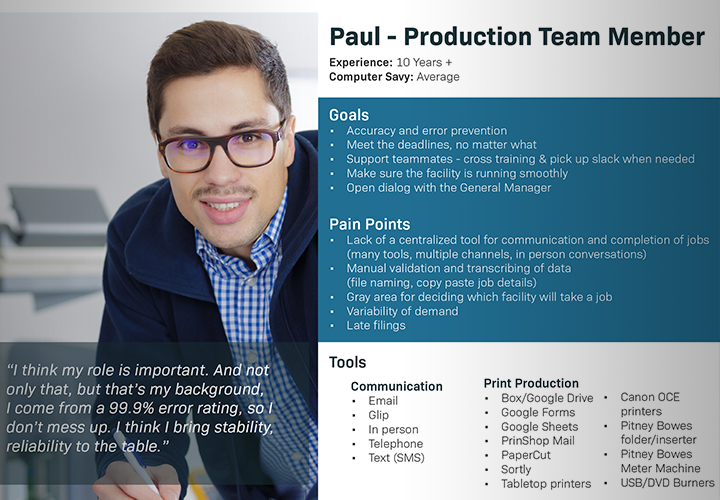 Paul - Production Team Member
Experience: 10 Years +
Computer Savy: Average
Goals
• Accuracy and error prevention
• Meet the deadlines, no matter what
• Support teammates - cross training & pick up slack when needed
• Make sure the facility is running smoothly
• Open dialog with the General Manager
Pain Points
• Lack of a centralized tool for communication and completion of jobs
(many tools, multiple channels, in person conversations)
• Manual validation and transcribing of data
(file naming, copy paste job details)
• Gray area for deciding which facility will take a job
• Variability of demand
• Late filings
“I think my role is important. And not
only that, but that’s my background,
I come from a 99.9% error rating, so I
don’t mess up. I think I bring stability,
reliability to the table.”
Tools
Communication
• Email
• Glip
• In person
• Telephone
• Text (SMS)
Print Production
• Box/Google Drive
• Google Forms
• Google Sheets
• PrinShop Mail
• PaperCut
• Sortly
• Tabletop printers
• Canon OCE
printers
• Pitney Bowes
folder/inserter
• Pitney Bowes
Meter Machine
• USB/DVD Burners